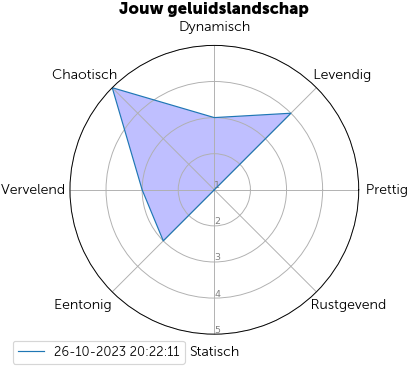 Jouw geluidslandschap
Dynamisch
Chaotisch
Levendig
Vervelend
Prettig
1
2
3
4
5
Eentonig
Rustgevend
Statisch
26-10-2023 20:22:11